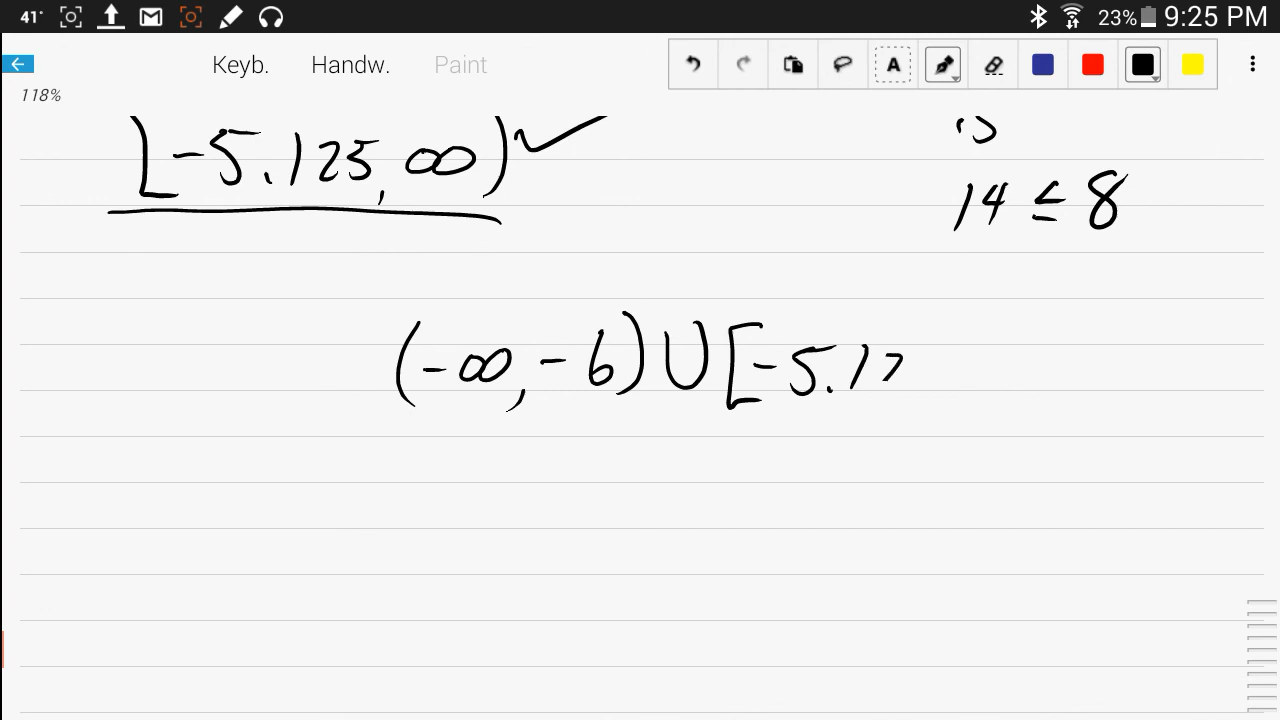 41° 23% 9:25 PM
Keyb. Handw. Paint A
118%
[-5.125,∞)✓
14 ≤ 8
(-∞,-6)∪[-5.1